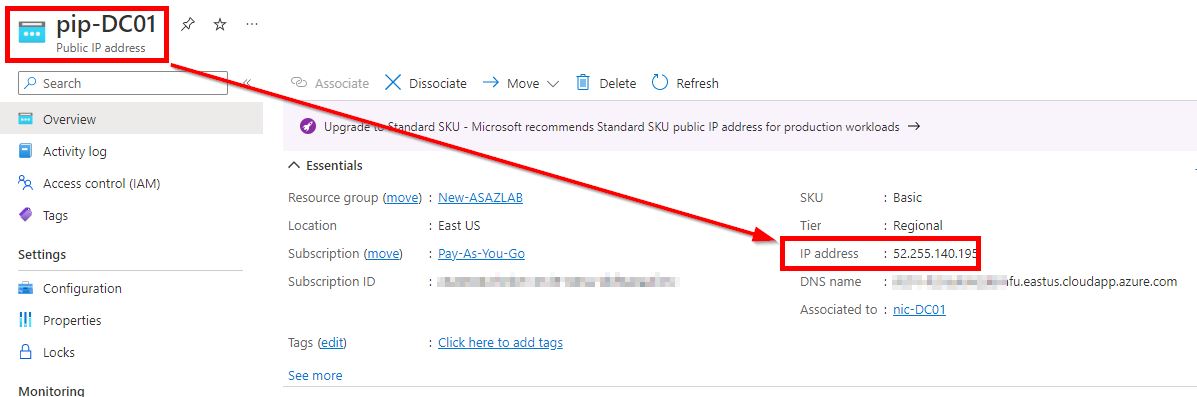 pip-DC01
Public IP address
Search
Associate Dissociate Move Delete Refresh
Overview
Upgrade to Standard SKU - Microsoft recommends Standard SKU public IP address for production workloads
Activity log
Essentials
Access control (IAM)
Resource group (move) : New-ASAZLAB
SKU : Basic
Tags
Location : East US
Tier : Regional
Settings
Subscription (move) : Pay-As-You-Go
IP address : 52.255.140.195
Configuration
Subscription ID :
DNS name : nfu.eastus.cloudapp.azure.com
Properties
Associated to : nic-DC01
Locks
Tags (edit) : Click here to add tags
See more
Monitoring